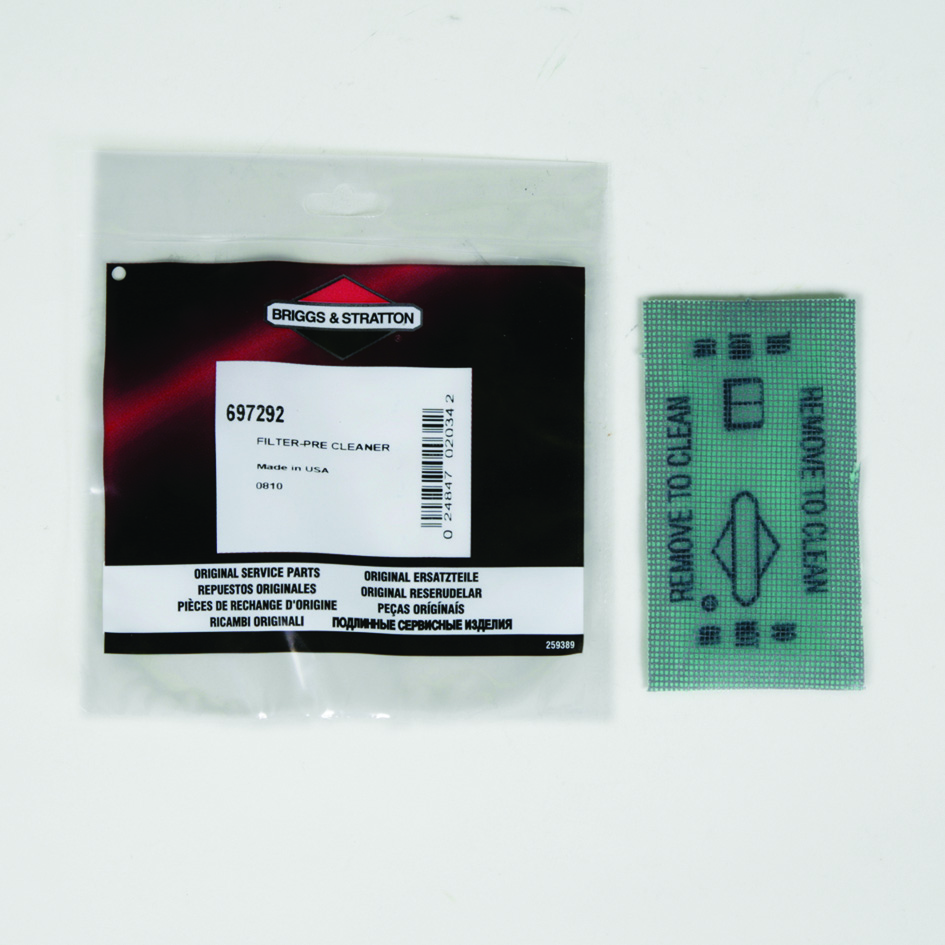 BRIGGS & STRATTON
697292
FILTER-PRE CLEANER
Made in USA
0810
0 24847 02034 2
ORIGINAL SERVICE PARTS
REPUESTOS ORIGINALES
PIÈCES DE RECHANGE D'ORIGINE
RICAMBI ORIGINALI
ORIGINAL ERSATZTEILE
ORIGINAL RESERUDELAR
PEÇAS ORÍGÍNAÍS
ПОДЛИННЫЕ СЕРВИСНЫЕ ИЗДЕЛИЯ
259389
REMOVE TO CLEAN
REMOVE TO CLEAN